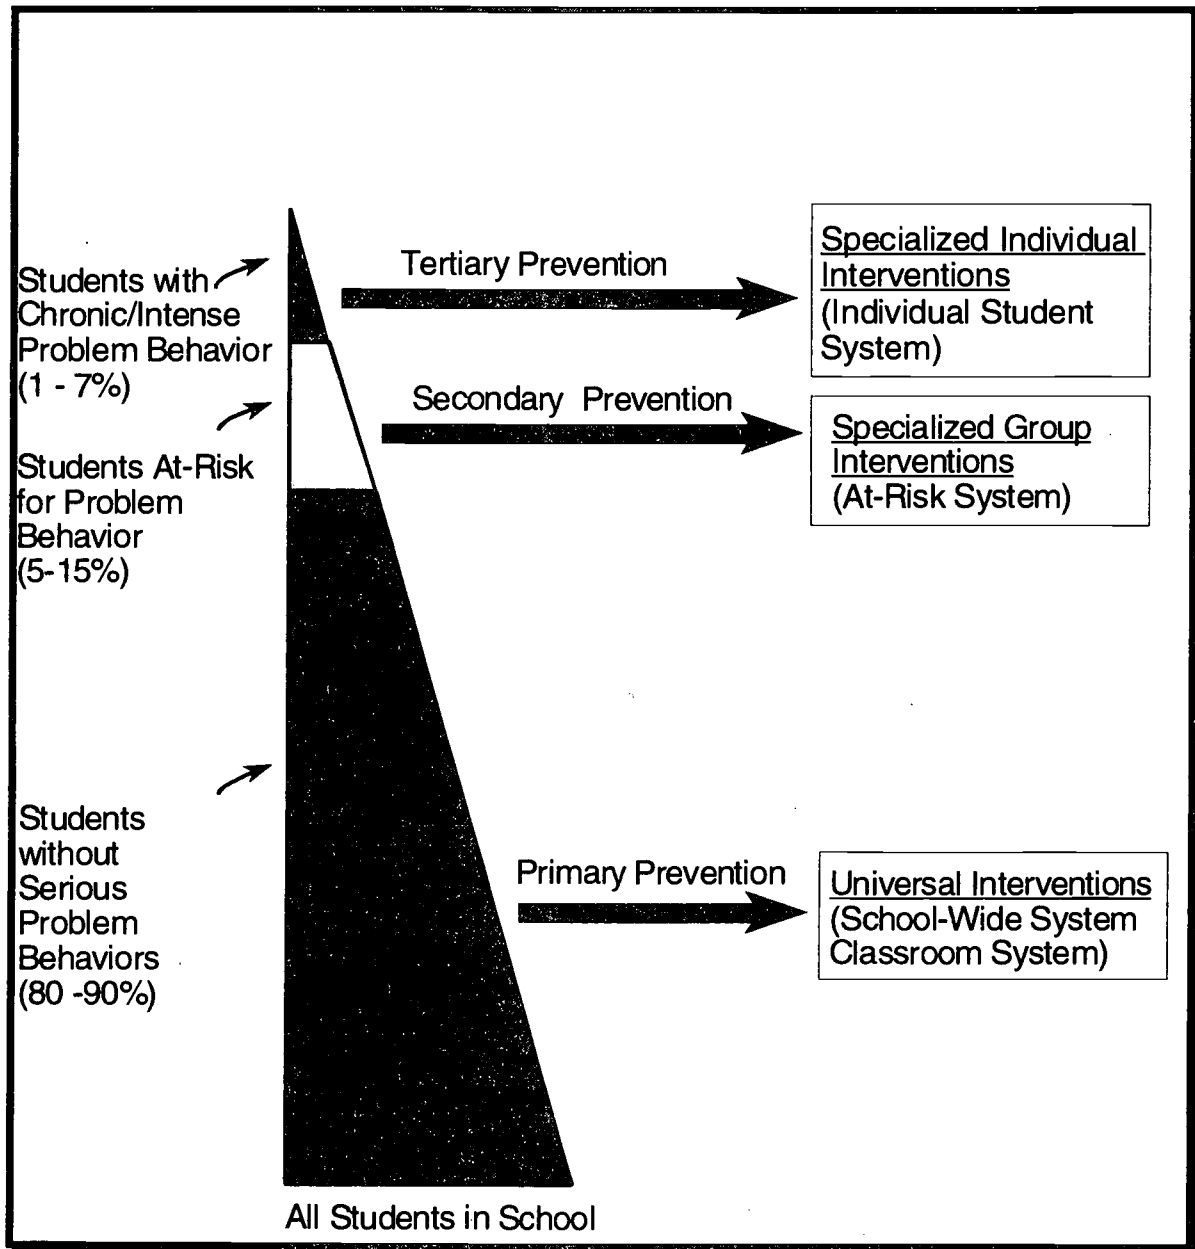 Students with
Chronic/Intense
Problem Behavior
(1 - 7%)
Tertiary Prevention
Specialized Individual
Interventions
(Individual Student
System)
Students At-Risk
for Problem
Behavior
(5-15%)
Secondary Prevention
Specialized Group
Interventions
(At-Risk System)
Students
without
Serious
Problem
Behaviors
(80 -90%)
Primary Prevention
Universal Interventions
(School-Wide System
Classroom System)
All Students in School